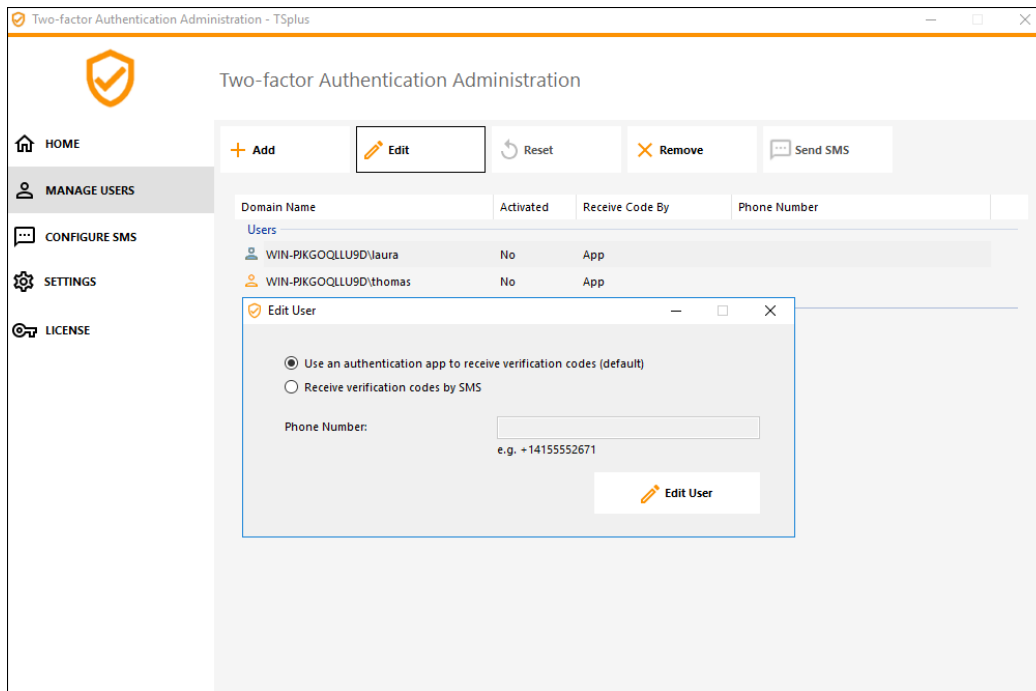 Two-factor Authentication Administration - TSplus
Two-factor Authentication Administration
HOME
MANAGE USERS
CONFIGURE SMS
SETTINGS
LICENSE
Add Edit Reset Remove Send SMS
Domain Name Activated Receive Code By Phone Number
Users
WIN-PJKGOQLLU9D\laura No App
WIN-PJKGOQLLU9D\thomas No App
Edit User
Use an authentication app to receive verification codes (default)
Receive verification codes by SMS
Phone Number:
e.g. +14155552671
Edit User